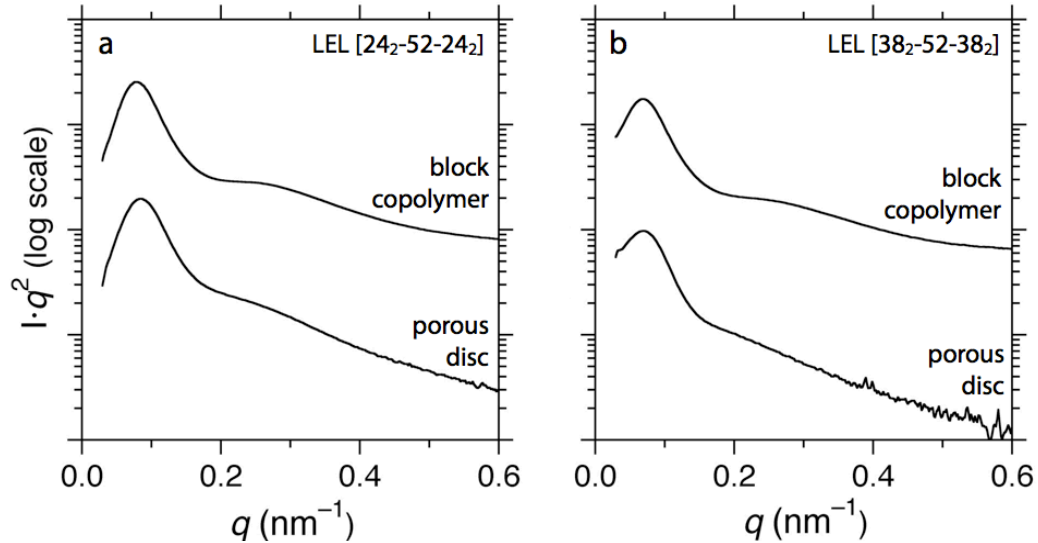 a
LEL [24₂-52-24₂]
block
copolymer
porous
disc
I·q² (log scale)
0.0 0.2 0.4 0.6
q (nm⁻¹)
b
LEL [38₂-52-38₂]
block
copolymer
porous
disc
0.0 0.2 0.4 0.6
q (nm⁻¹)